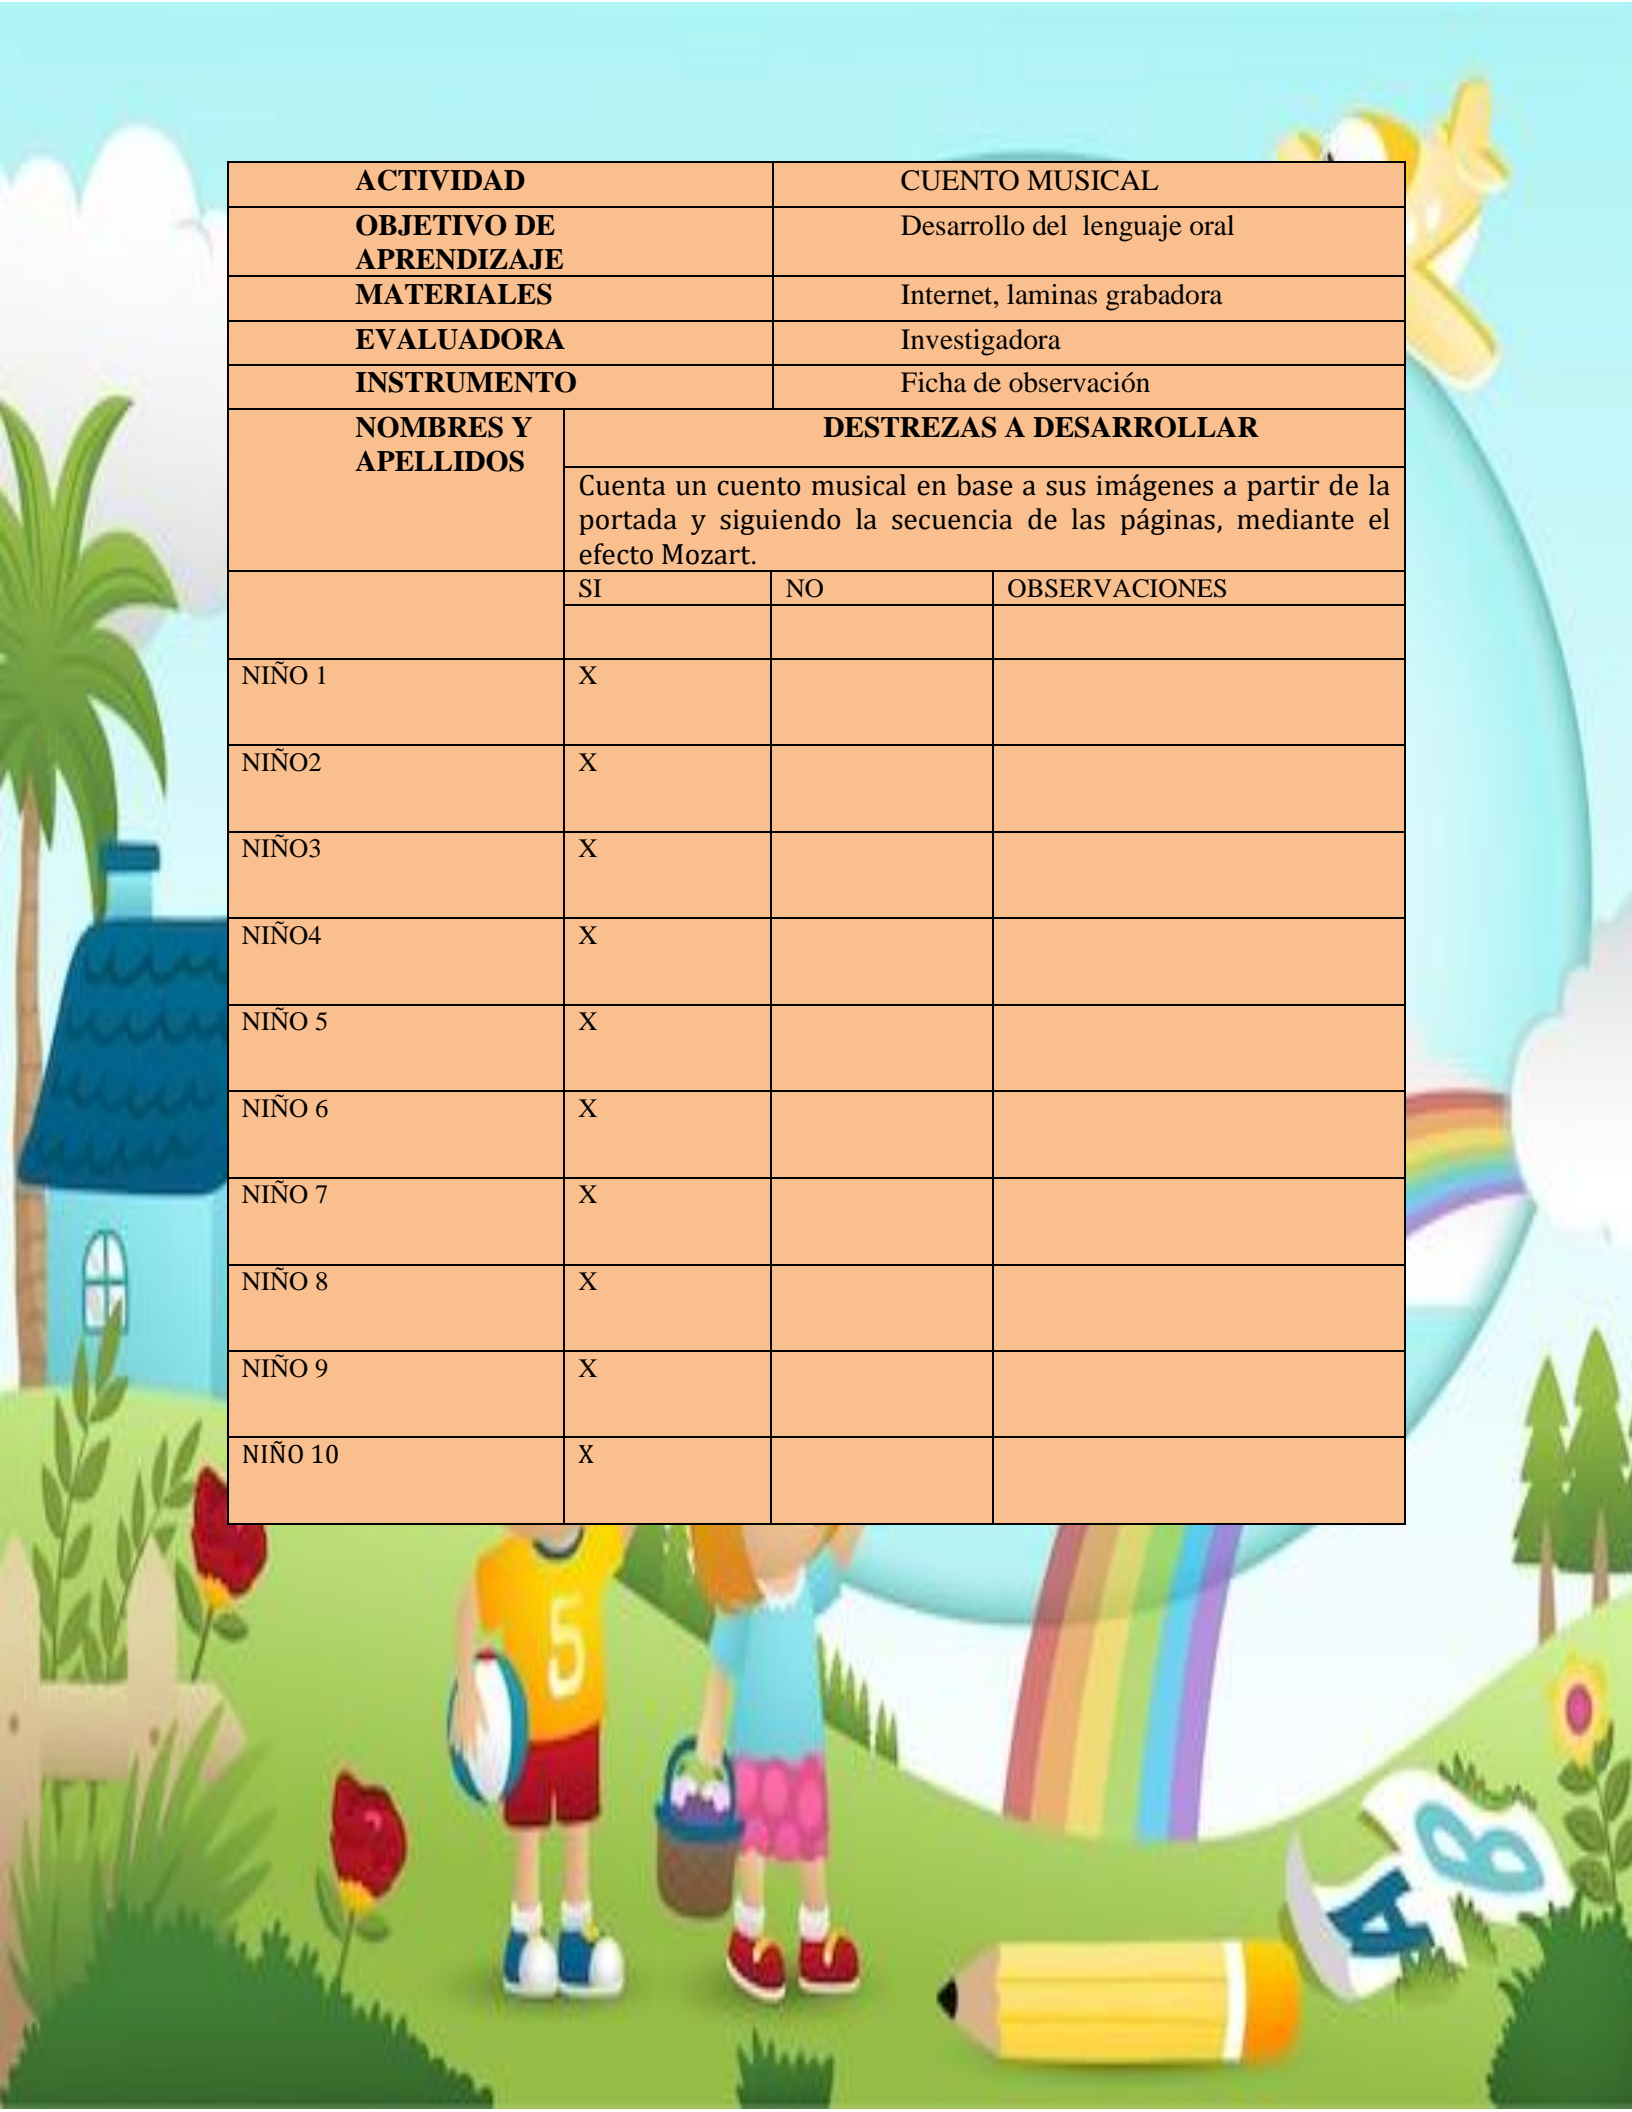 ACTIVIDAD CUENTO MUSICAL
OBJETIVO DE Desarrollo del lenguaje oral
APRENDIZAJE
MATERIALES Internet, laminas grabadora
EVALUADORA Investigadora
INSTRUMENTO Ficha de observación
NOMBRES Y DESTREZAS A DESARROLLAR
APELLIDOS
Cuenta un cuento musical en base a sus imágenes a partir de la
portada y siguiendo la secuencia de las páginas, mediante el
efecto Mozart.
SI NO OBSERVACIONES
NIÑO 1 X
NIÑO2 X
NIÑO3 X
NIÑO4 X
NIÑO 5 X
NIÑO 6 X
NIÑO 7 X
NIÑO 8 X
NIÑO 9 X
NIÑO 10 X
5
B
A